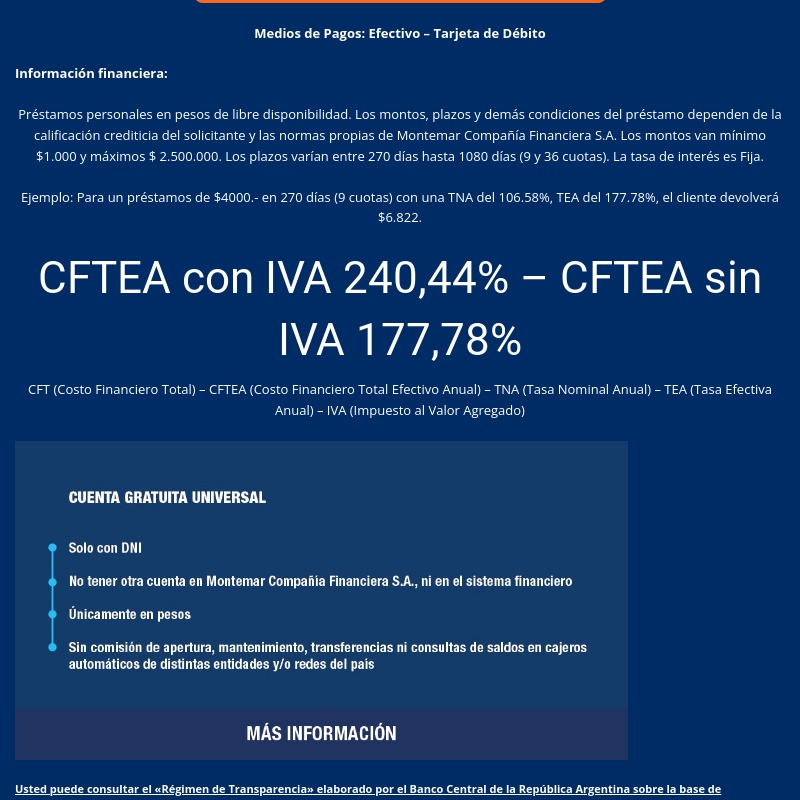 Medios de Pagos: Efectivo – Tarjeta de Débito
Información financiera:
Préstamos personales en pesos de libre disponibilidad. Los montos, plazos y demás condiciones del préstamo dependen de la
calificación crediticia del solicitante y las normas propias de Montemar Compañía Financiera S.A. Los montos van mínimo
$1.000 y máximos $ 2.500.000. Los plazos varían entre 270 días hasta 1080 días (9 y 36 cuotas). La tasa de interés es Fija.
Ejemplo: Para un préstamos de $4000.- en 270 días (9 cuotas) con una TNA del 106.58%, TEA del 177.78%, el cliente devolverá
$6.822.
CFTEA con IVA 240,44% – CFTEA sin
IVA 177,78%
CFT (Costo Financiero Total) – CFTEA (Costo Financiero Total Efectivo Anual) – TNA (Tasa Nominal Anual) – TEA (Tasa Efectiva
Anual) – IVA (Impuesto al Valor Agregado)
CUENTA GRATUITA UNIVERSAL
Solo con DNI
No tener otra cuenta en Montemar Compañía Financiera S.A., ni en el sistema financiero
Únicamente en pesos
Sin comisión de apertura, mantenimiento, transferencias ni consultas de saldos en cajeros
automáticos de distintas entidades y/o redes del país
MÁS INFORMACIÓN
Usted puede consultar el «Régimen de Transparencia» elaborado por el Banco Central de la República Argentina sobre la base de